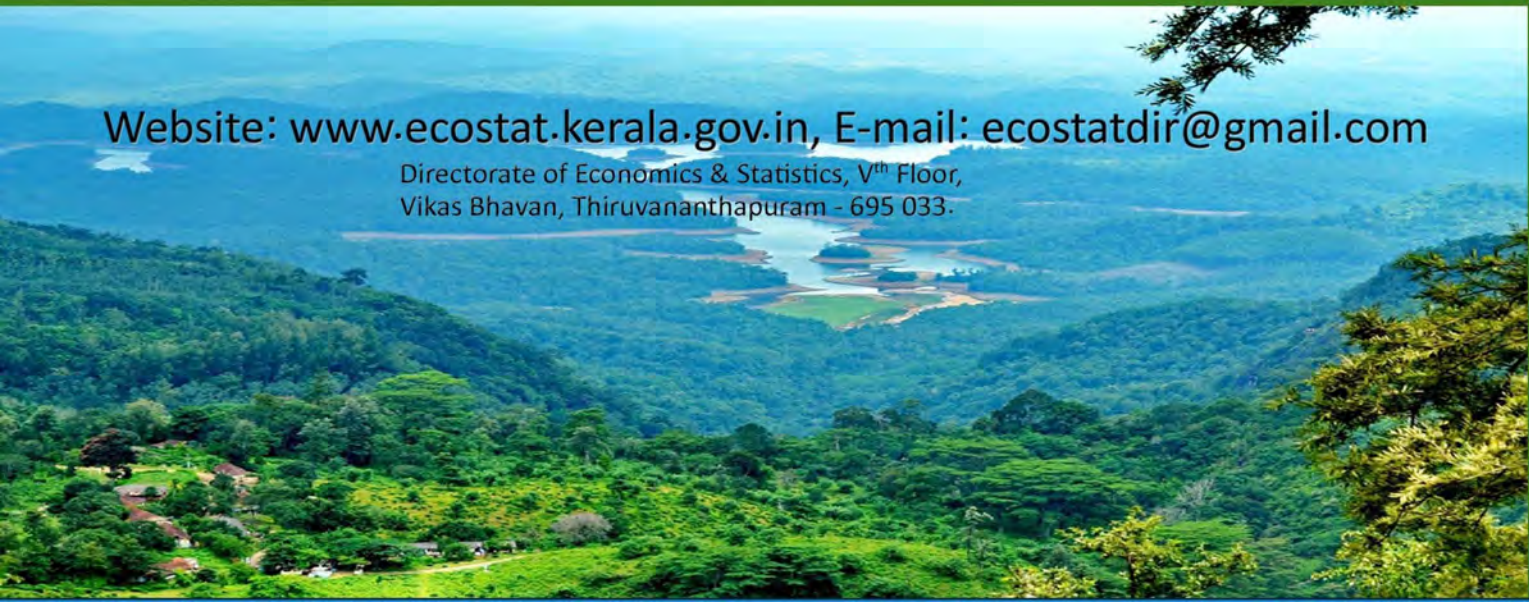 Website: www.ecostat.kerala.gov.in, E-mail: ecostatdir@gmail.com
Directorate of Economics & Statistics, Vth Floor,
Vikas Bhavan, Thiruvananthapuram - 695 033.